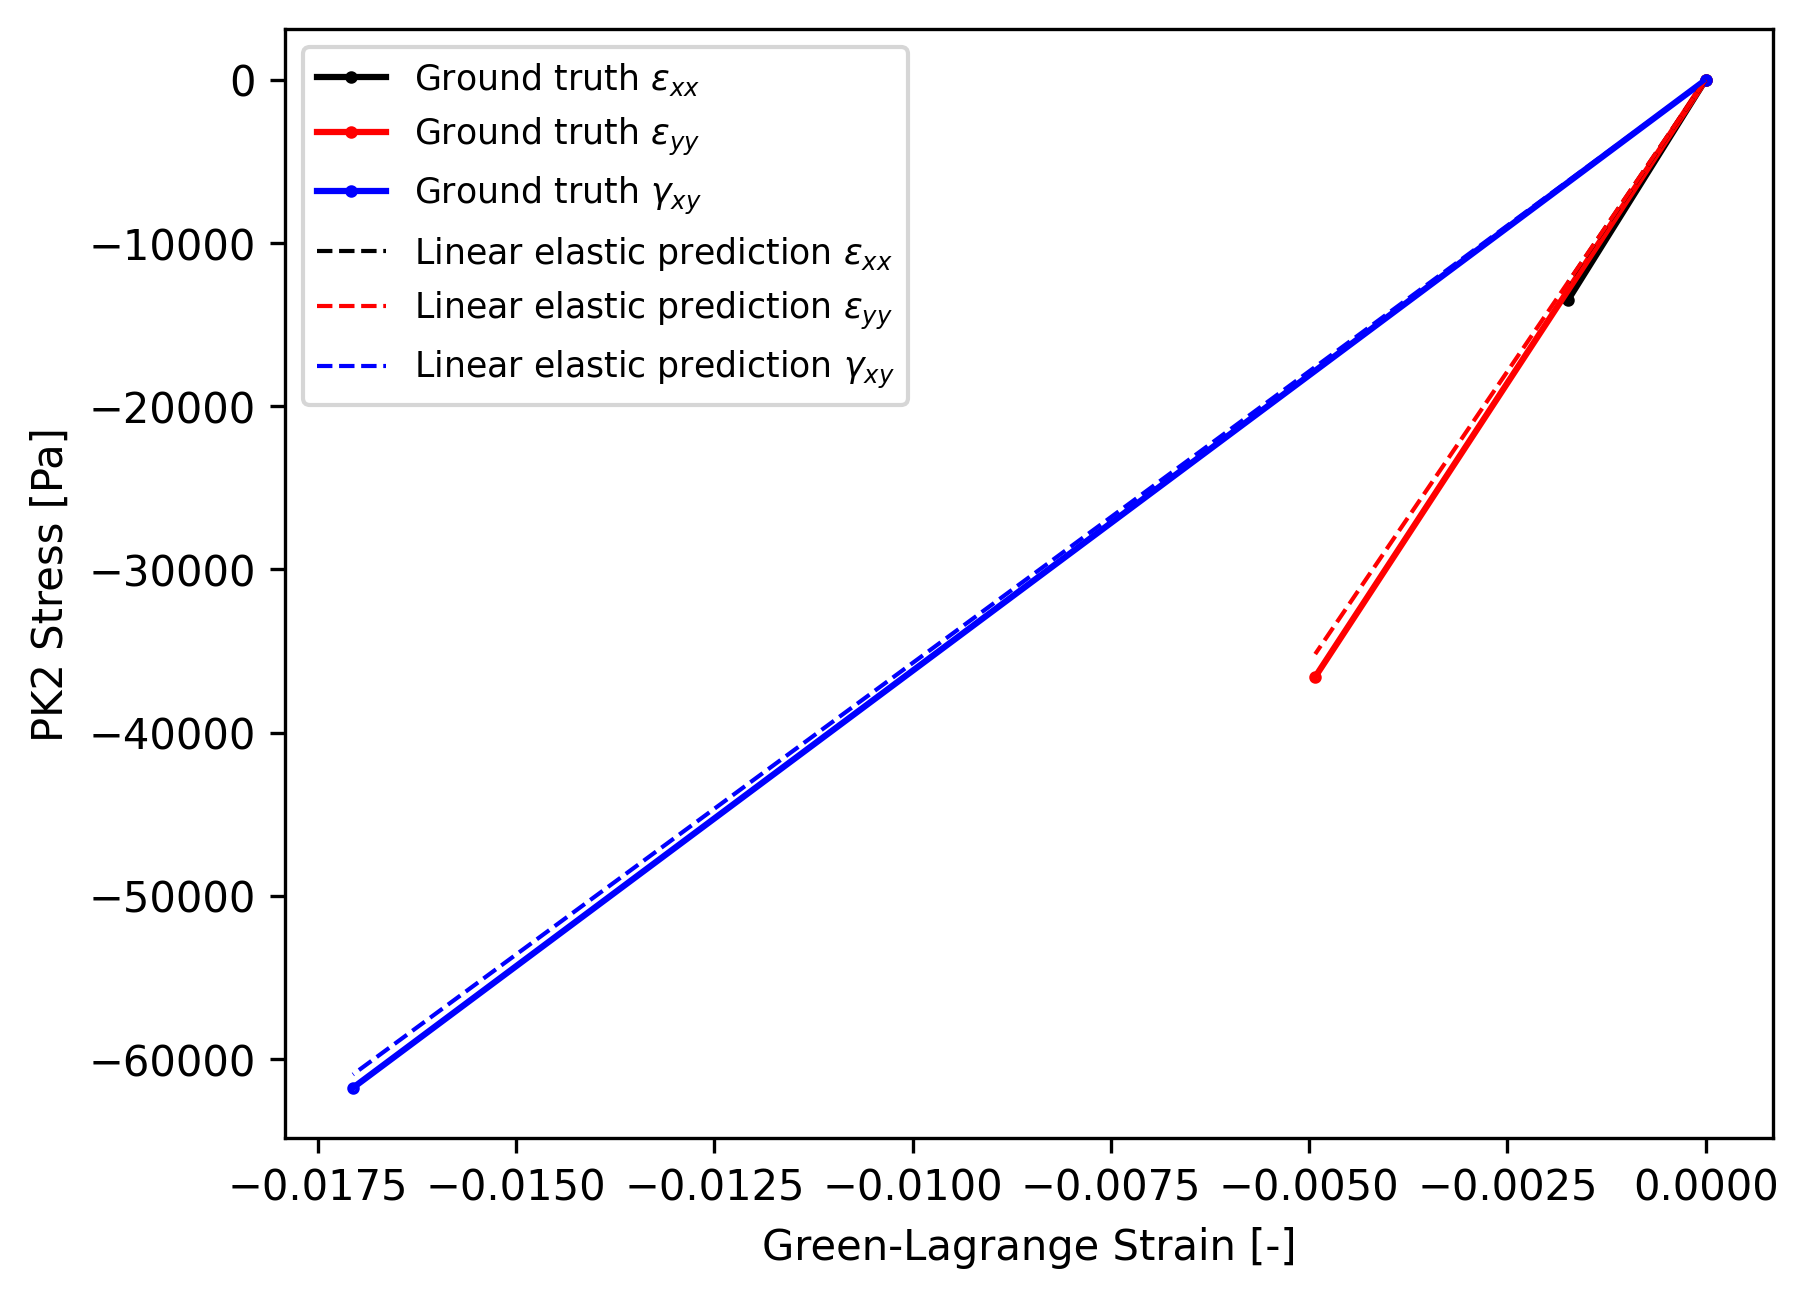 Ground truth εxx
Ground truth εyy
Ground truth γxy
Linear elastic prediction εxx
Linear elastic prediction εyy
Linear elastic prediction γxy
0
−10000
−20000
−30000
−40000
−50000
−60000
PK2 Stress [Pa]
−0.0175 −0.0150 −0.0125 −0.0100 −0.0075 −0.0050 −0.0025 0.0000
Green-Lagrange Strain [-]